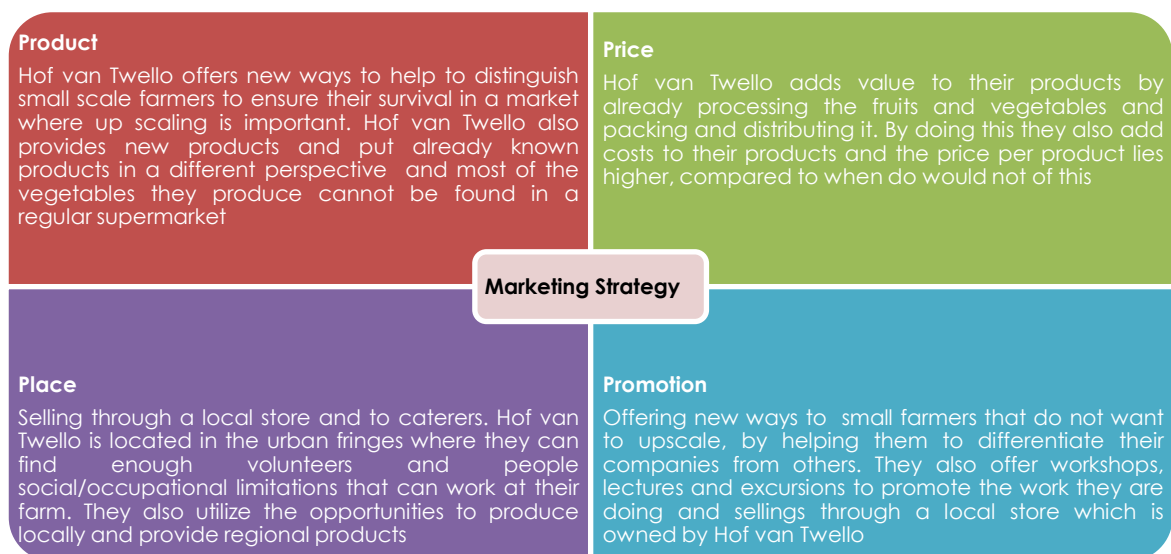 Product
Hof van Twello offers new ways to help to distinguish
small scale farmers to ensure their survival in a market
where up scaling is important. Hof van Twello also
provides new products and put already known
products in a different perspective and most of the
vegetables they produce cannot be found in a
regular supermarket
Price
Hof van Twello adds value to their products by
already processing the fruits and vegetables and
packing and distributing it. By doing this they also add
costs to their products and the price per product lies
higher, compared to when do would not of this
Marketing Strategy
Place
Selling through a local store and to caterers. Hof van
Twello is located in the urban fringes where they can
find enough volunteers and people
social/occupational limitations that can work at their
farm. They also utilize the opportunities to produce
locally and provide regional products
Promotion
Offering new ways to small farmers that do not want
to upscale, by helping them to differentiate their
companies from others. They also offer workshops,
lectures and excursions to promote the work they are
doing and sellings through a local store which is
owned by Hof van Twello